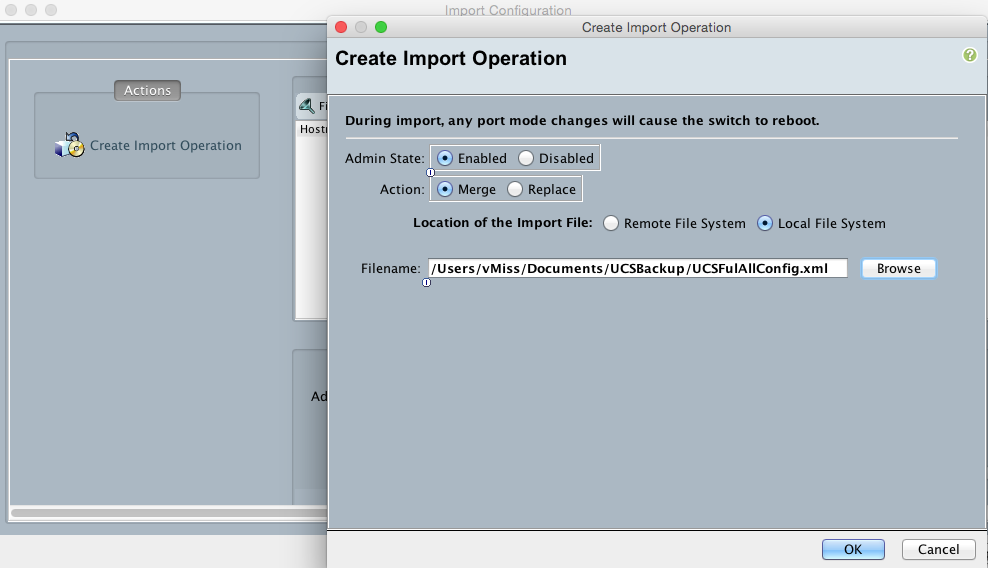 Import Configuration
Actions
Create Import Operation
Fi
Host
Ad
Create Import Operation
Create Import Operation
?
During import, any port mode changes will cause the switch to reboot.
Admin State: Enabled Disabled
Action: Merge Replace
Location of the Import File: Remote File System Local File System
Filename: /Users/vMiss/Documents/UCSBackup/UCSFulAllConfig.xml Browse
OK Cancel